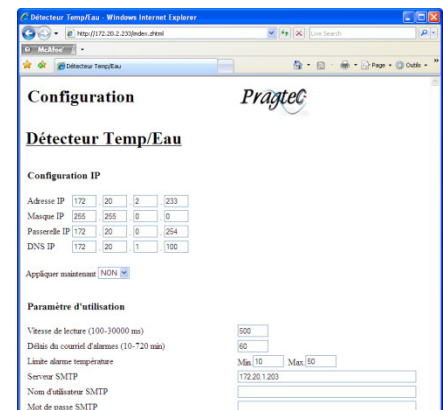 Détecteur Temp/Eau - Windows Internet Explorer
http://172.20.2.233/index.shtml
Live Search
McAfee
Détecteur Temp/Eau
Page
Outils
»
Configuration
Pragtec
Détecteur Temp/Eau
Configuration IP
Adresse IP 172 . 20 . 2 . 233
Masque IP 255 . 255 . 0 . 0
Passerelle IP 172 . 20 . 0 . 254
DNS IP 172 . 20 . 1 . 100
Appliquer maintenant NON
Paramètre d'utilisation
Vitesse de lecture (100-30000 ms) 500
Délais du courriel d'alarmes (10-720 min) 60
Limite alarme température Min. 10 Max. 50
Serveur SMTP 172.20.1.203
Nom d'utilisateur SMTP
Mot de passe SMTP